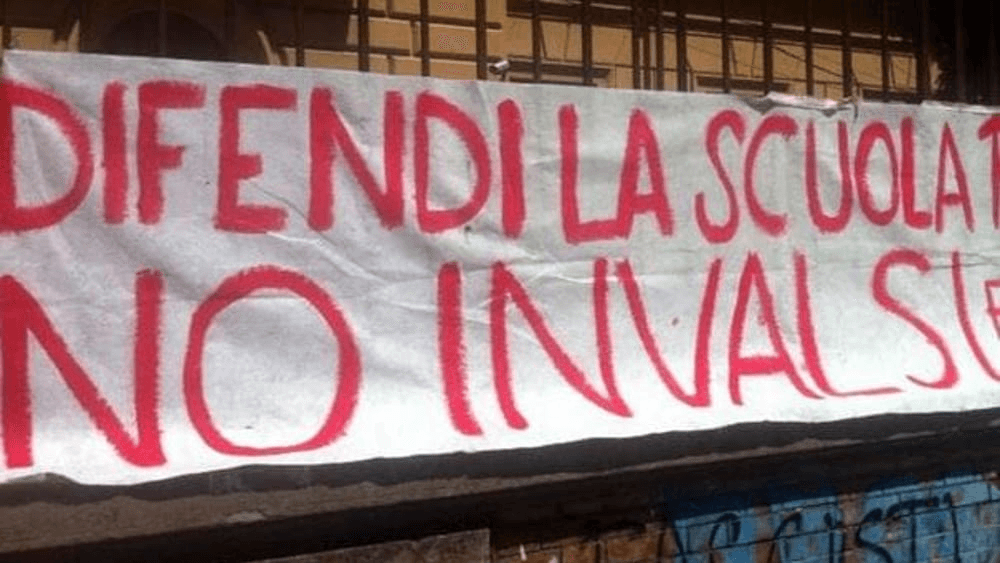 DIFENDI LA SCUOLA
NO INVALSI